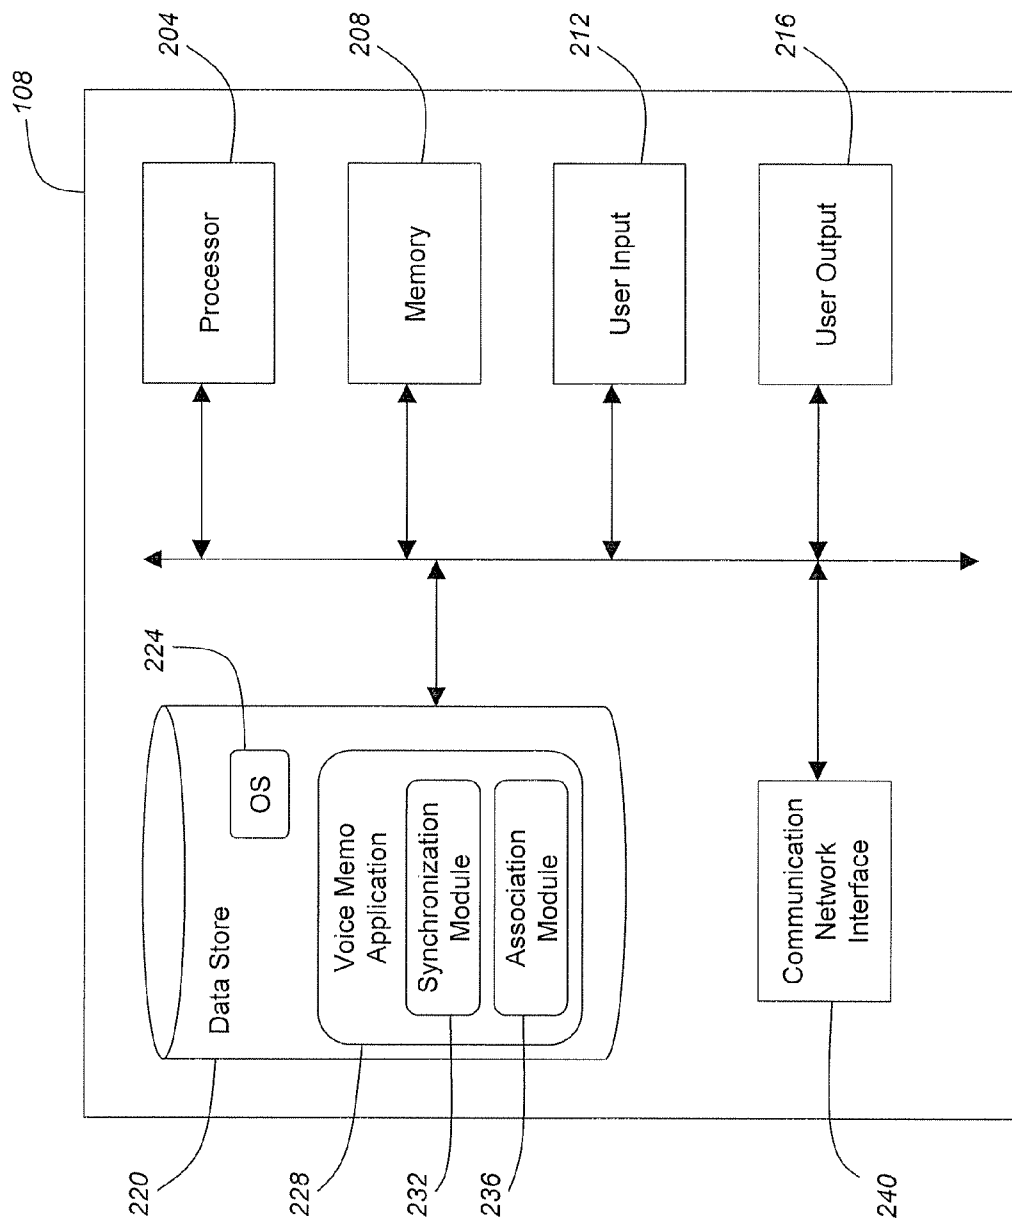 108
220
Data Store
224
OS
228
Voice Memo
Application
232
Synchronization
Module
236
Association
Module
240
Communication
Network
Interface
204
Processor
208
Memory
212
User Input
216
User Output